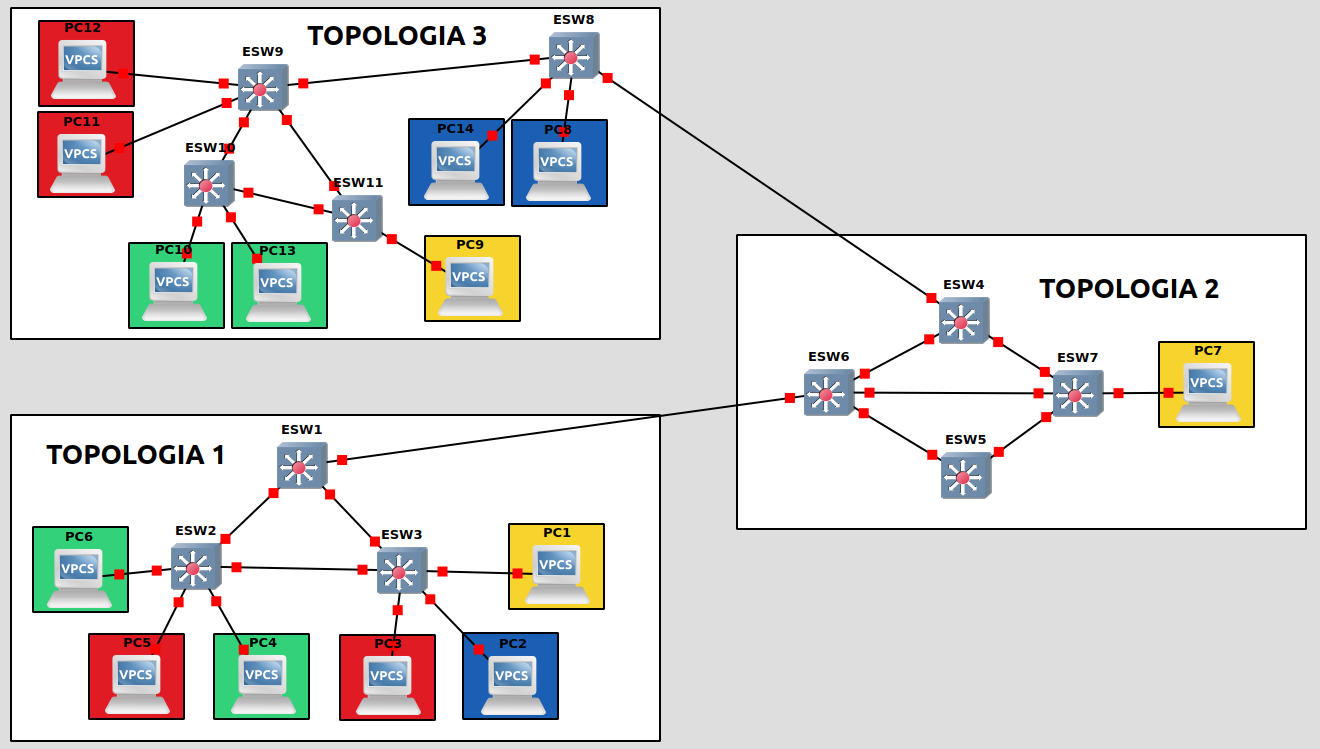 TOPOLOGIA 3
ESW8
PC12
VPCS
ESW9
PC11
VPCS
ESW10
ESW11
PC14
VPCS
PC8
VPCS
PC10
VPCS
PC13
VPCS
PC9
VPCS
TOPOLOGIA 2
ESW4
ESW6
ESW7
PC7
VPCS
ESW5
TOPOLOGIA 1
ESW1
ESW2
ESW3
PC6
VPCS
PC1
VPCS
PC5
VPCS
PC4
VPCS
PC3
VPCS
PC2
VPCS